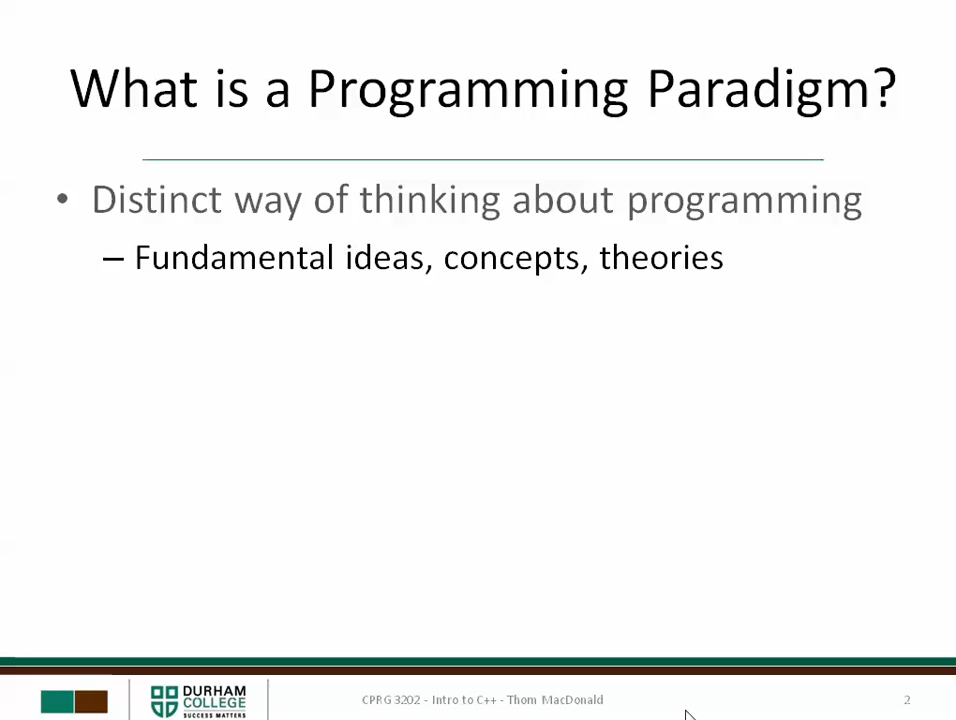 What is a Programming Paradigm?
• Distinct way of thinking about programming
– Fundamental ideas, concepts, theories
DURHAM
COLLEGE
SUCCESS MATTERS
CPRG 3202 - Intro to C++ - Thom MacDonald
2